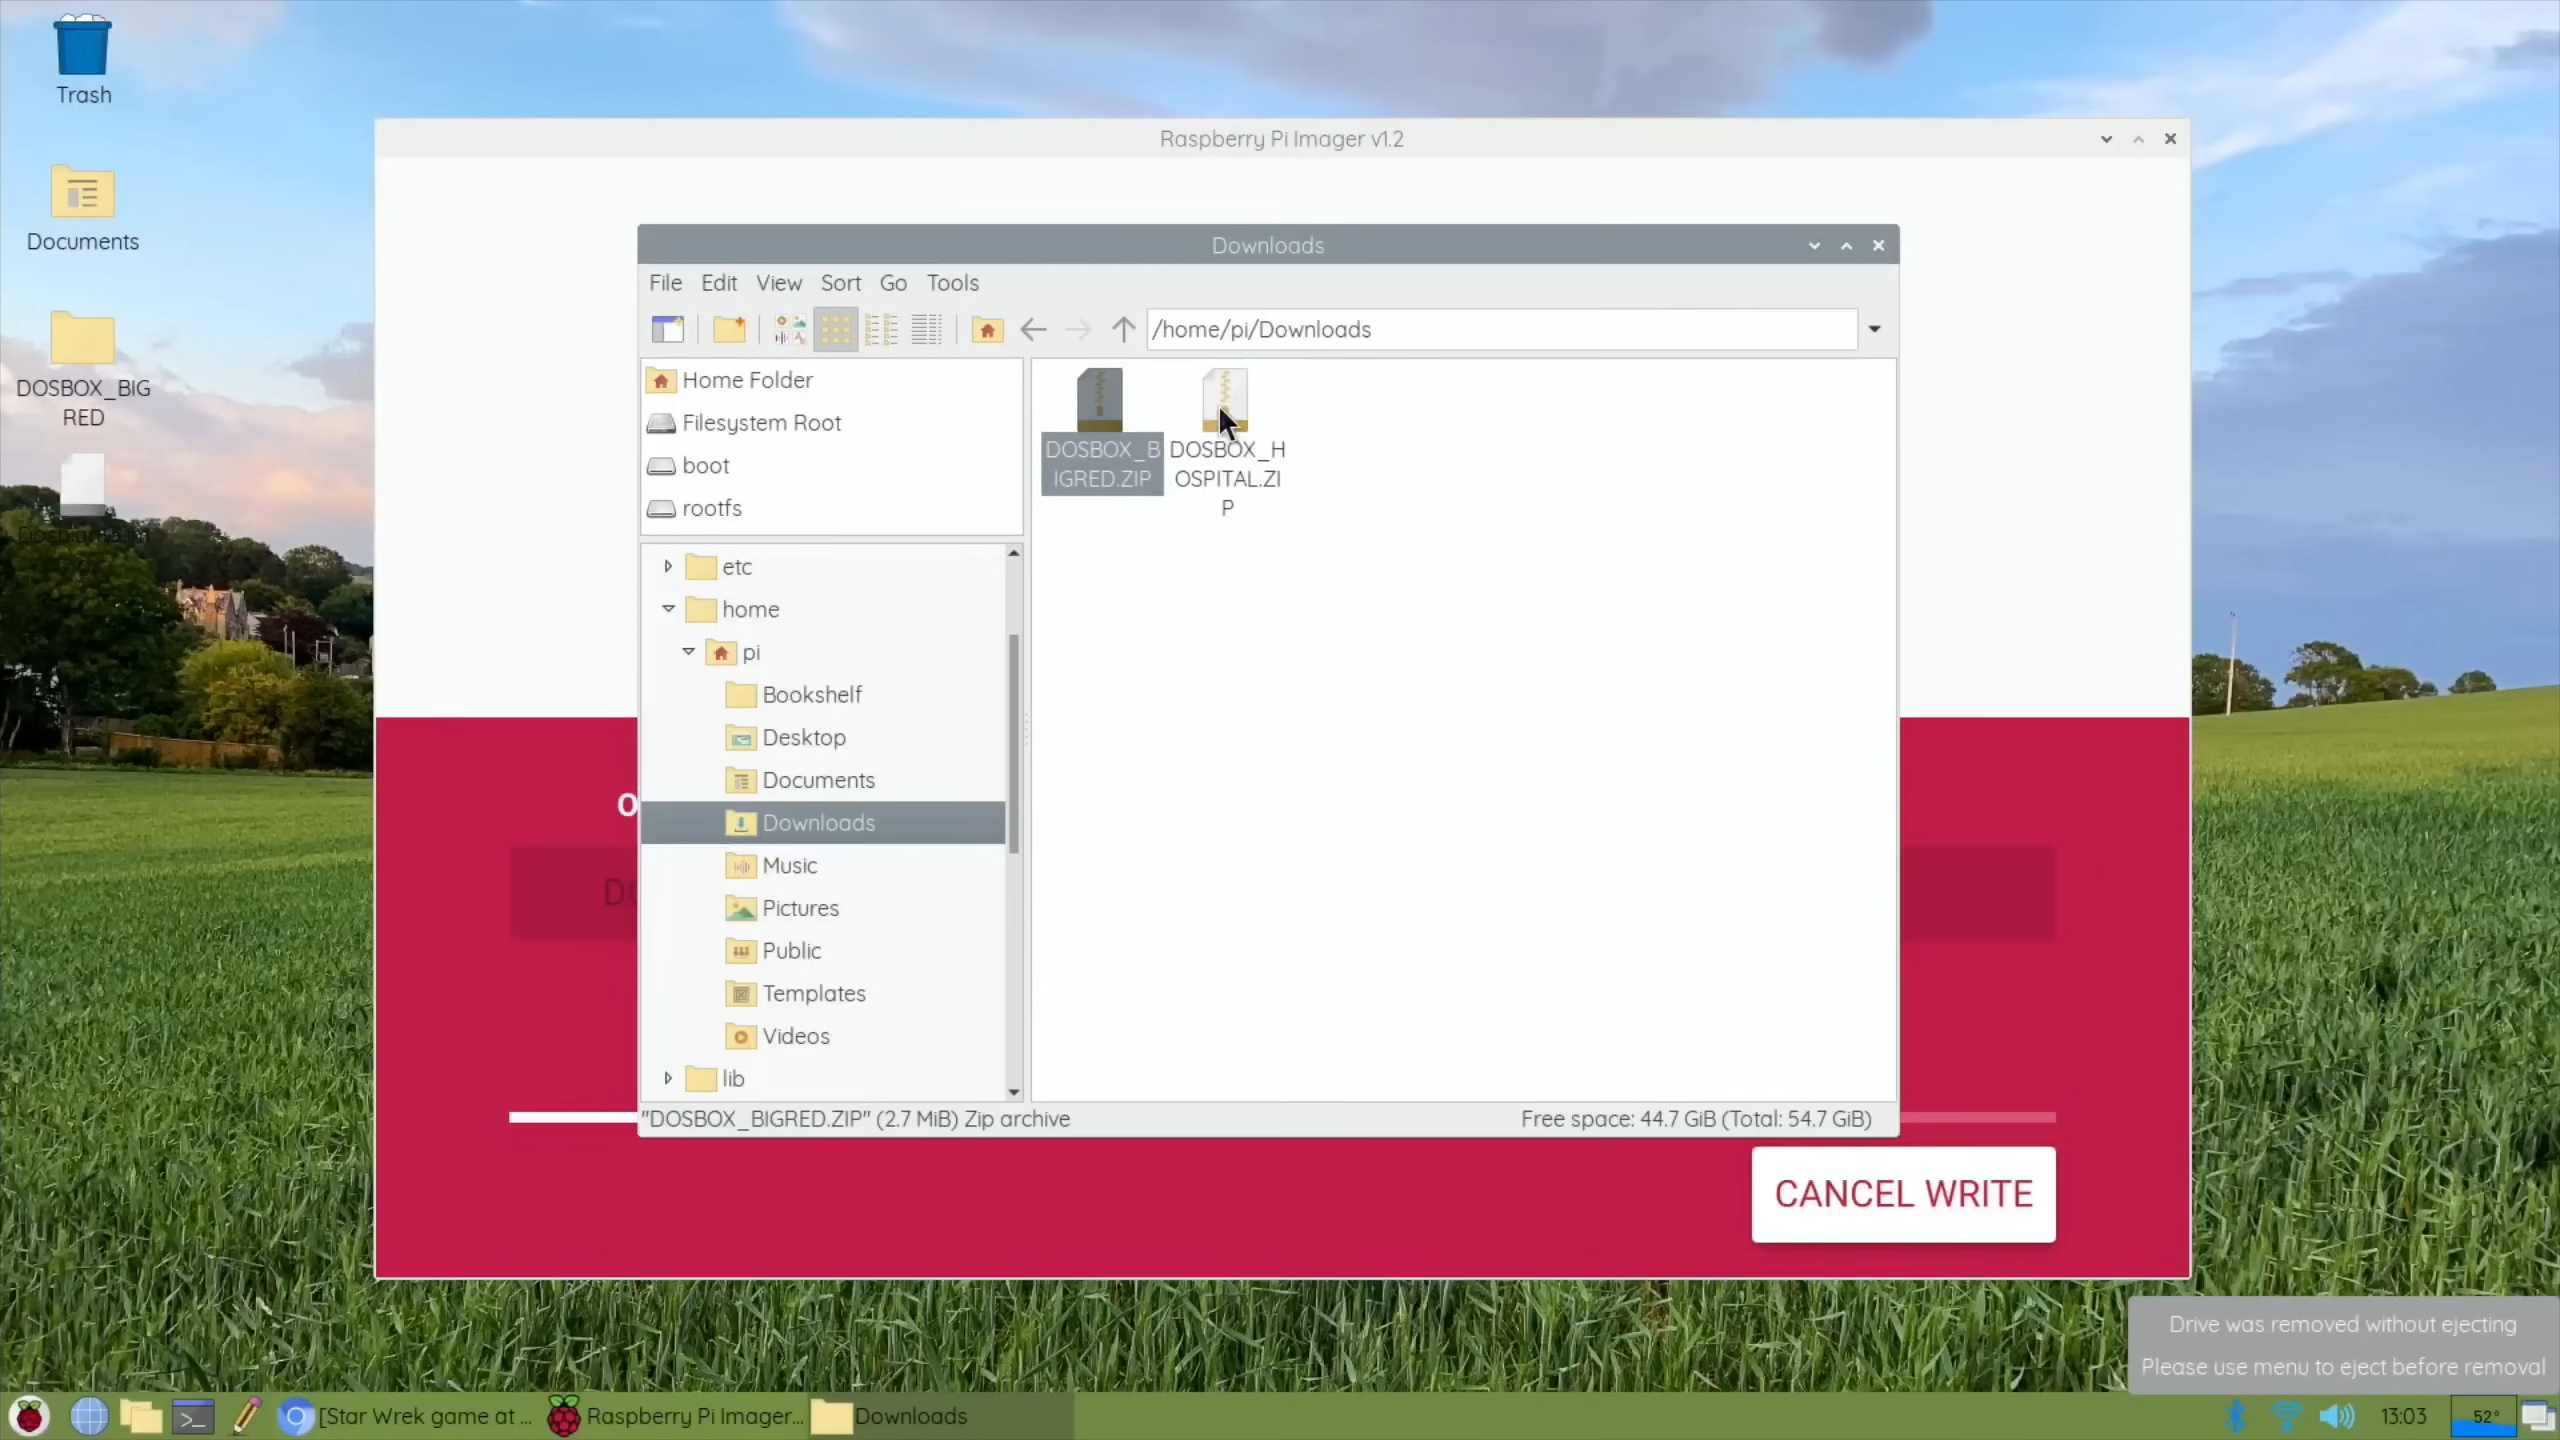 Trash
Documents
DOSBOX_BIG
RED
Raspberry Pi Imager v1.2
Downloads
File Edit View Sort Go Tools
/home/pi/Downloads
Home Folder
Filesystem Root
boot
rootfs
etc
home
pi
Bookshelf
Desktop
Documents
Downloads
Music
Pictures
Public
Templates
Videos
lib
DOSBOX_B
IGRED.ZIP
DOSBOX_H
OSPITAL.ZI
P
"DOSBOX_BIGRED.ZIP" (2.7 MiB) Zip archive
Free space: 44.7 GiB (Total: 54.7 GiB)
CANCEL WRITE
Drive was removed without ejecting
Please use menu to eject before removal
[Star Wrek game at ...
Raspberry Pi Imager...
Downloads
13:03
52°